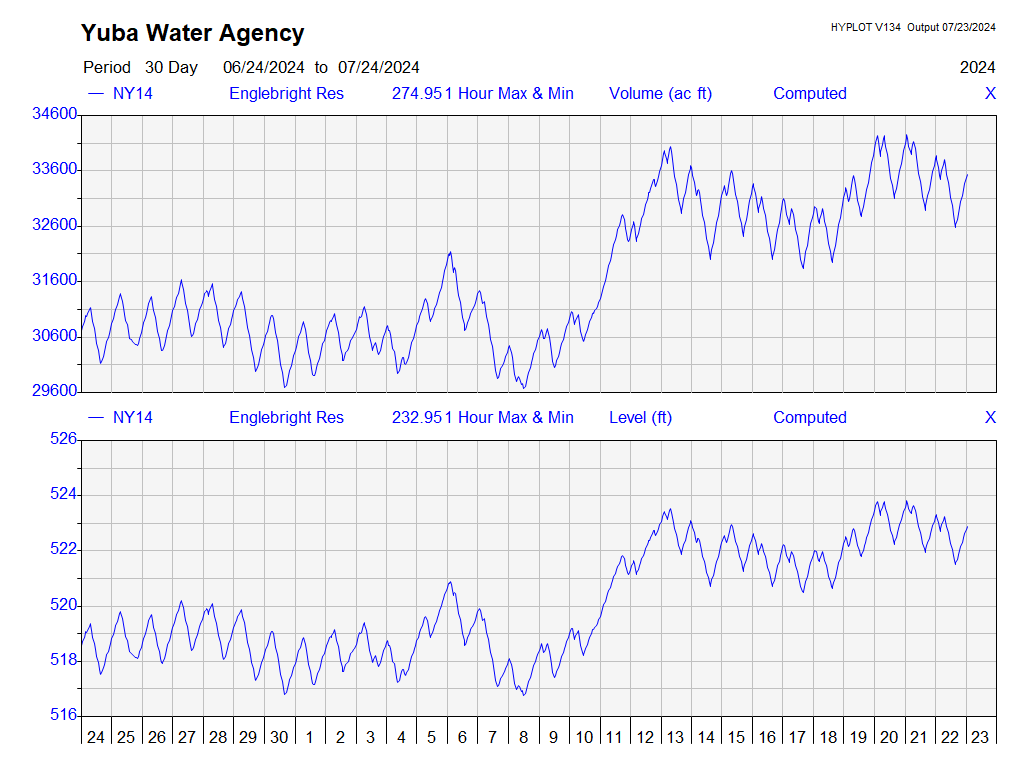 Yuba Water Agency
HYPLOT V134 Output 07/23/2024
Period 30 Day 06/24/2024 to 07/24/2024 2024
— NY14 Englebright Res 274.951 Hour Max & Min Volume (ac ft) Computed X
34600
33600
32600
31600
30600
29600
— NY14 Englebright Res 232.951 Hour Max & Min Level (ft) Computed X
526
524
522
520
518
516
24 25 26 27 28 29 30 1 2 3 4 5 6 7 8 9 10 11 12 13 14 15 16 17 18 19 20 21 22 23